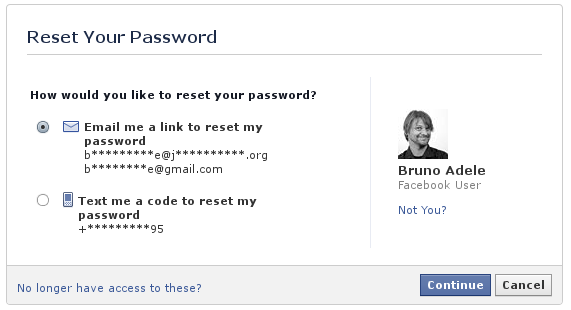 Reset Your Password
How would you like to reset your password?
Email me a link to reset my
password
b*********e@j**********.org
b********e@gmail.com
Text me a code to reset my
password
+*********95
Bruno Adele
Facebook User
Not You?
No longer have access to these?
Continue
Cancel